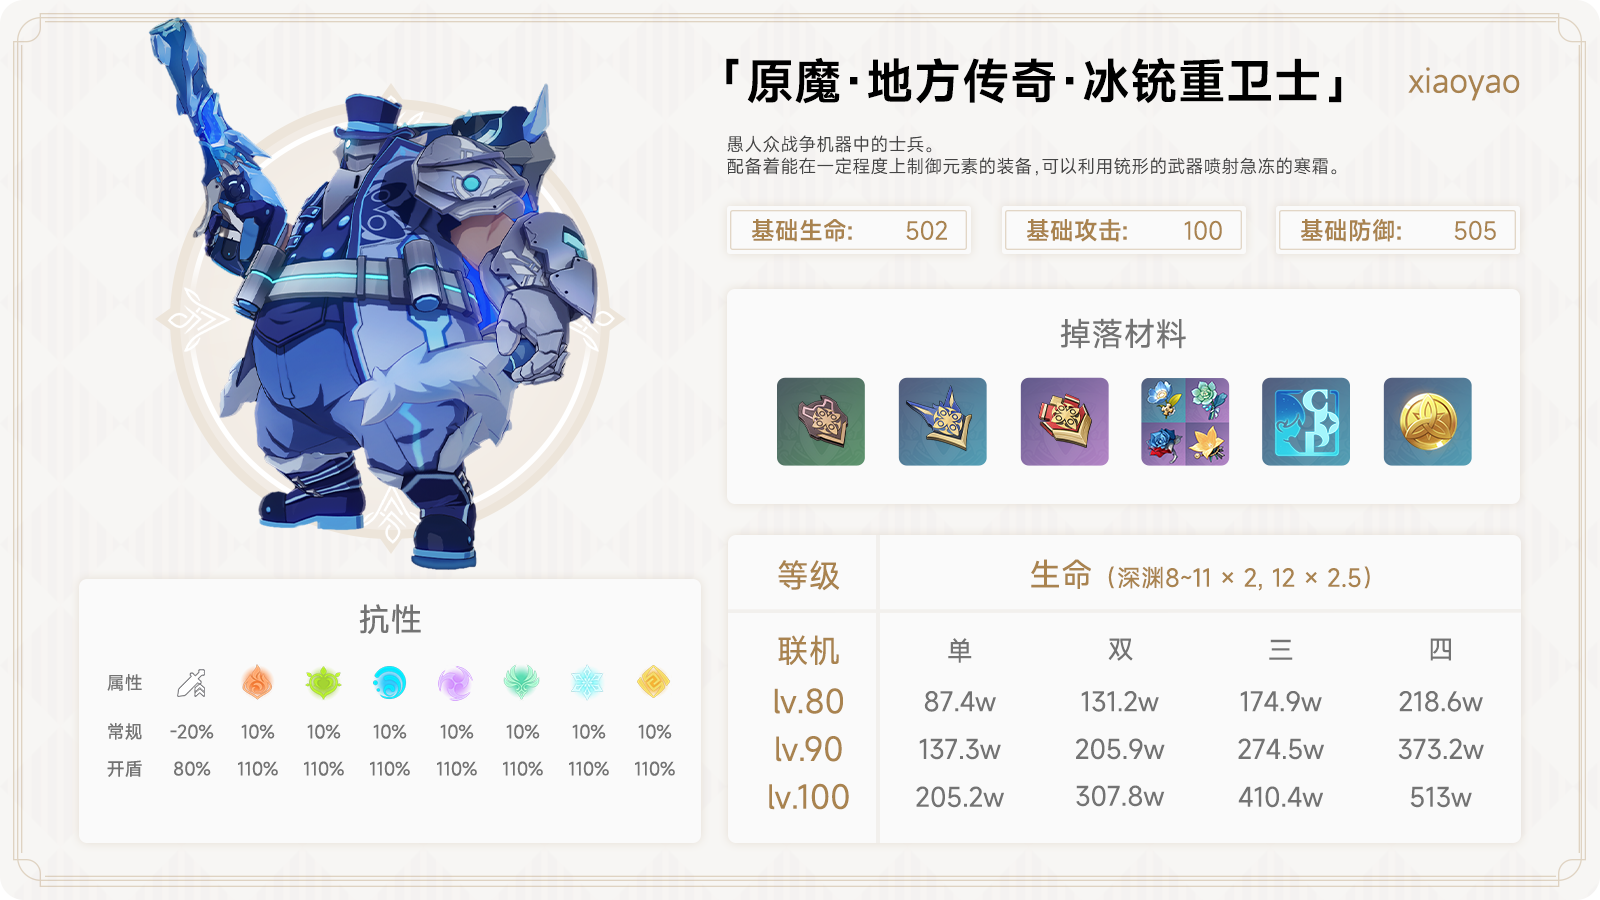 「原魔·地方传奇·冰铳重卫士」
xiaoyao
愚人众战争机器中的士兵。
配备着能在一定程度上制御元素的装备,可以利用铳形的武器喷射急冻的寒霜。
基础生命: 502
基础攻击: 100
基础防御: 505
掉落材料
抗性
属性
常规 -20% 10% 10% 10% 10% 10% 10% 10%
开盾 80% 110% 110% 110% 110% 110% 110% 110%
等级 生命（深渊8~11 × 2, 12 × 2.5）
联机 单 双 三 四
lv.80 87.4w 131.2w 174.9w 218.6w
lv.90 137.3w 205.9w 274.5w 373.2w
lv.100 205.2w 307.8w 410.4w 513w